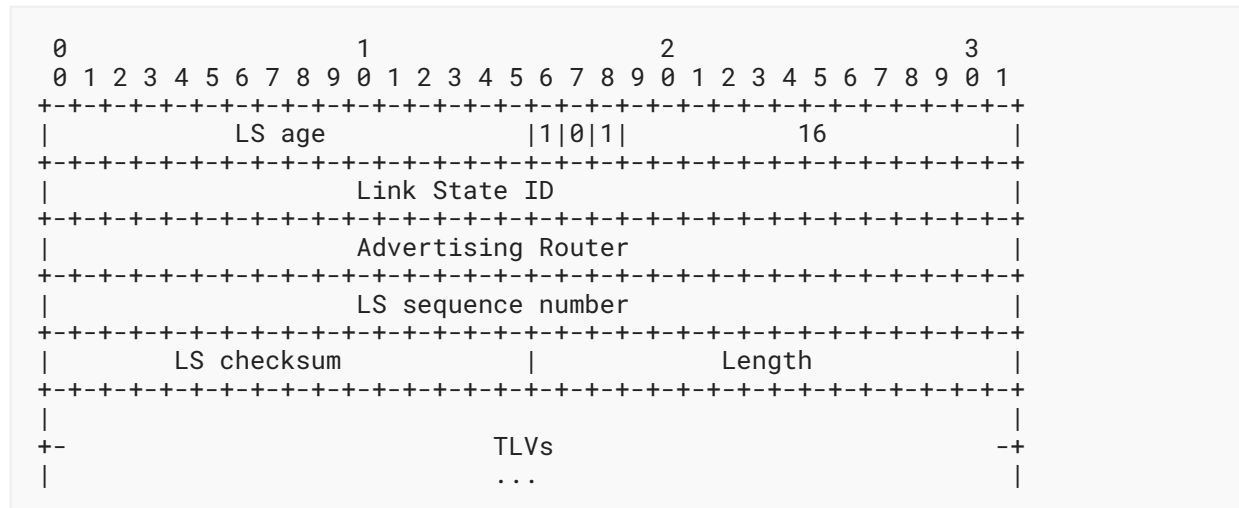 0                   1                   2                   3
0 1 2 3 4 5 6 7 8 9 0 1 2 3 4 5 6 7 8 9 0 1 2 3 4 5 6 7 8 9 0 1
+-+-+-+-+-+-+-+-+-+-+-+-+-+-+-+-+-+-+-+-+-+-+-+-+-+-+-+-+-+-+-+-+
|            LS age             |1|0|1|           16            |
+-+-+-+-+-+-+-+-+-+-+-+-+-+-+-+-+-+-+-+-+-+-+-+-+-+-+-+-+-+-+-+-+
|                    Link State ID                              |
+-+-+-+-+-+-+-+-+-+-+-+-+-+-+-+-+-+-+-+-+-+-+-+-+-+-+-+-+-+-+-+-+
|                    Advertising Router                         |
+-+-+-+-+-+-+-+-+-+-+-+-+-+-+-+-+-+-+-+-+-+-+-+-+-+-+-+-+-+-+-+-+
|                    LS sequence number                         |
+-+-+-+-+-+-+-+-+-+-+-+-+-+-+-+-+-+-+-+-+-+-+-+-+-+-+-+-+-+-+-+-+
|        LS checksum            |            Length             |
+-+-+-+-+-+-+-+-+-+-+-+-+-+-+-+-+-+-+-+-+-+-+-+-+-+-+-+-+-+-+-+-+
|                                                               |
+-                            TLVs                             -+
|                             ...                               |